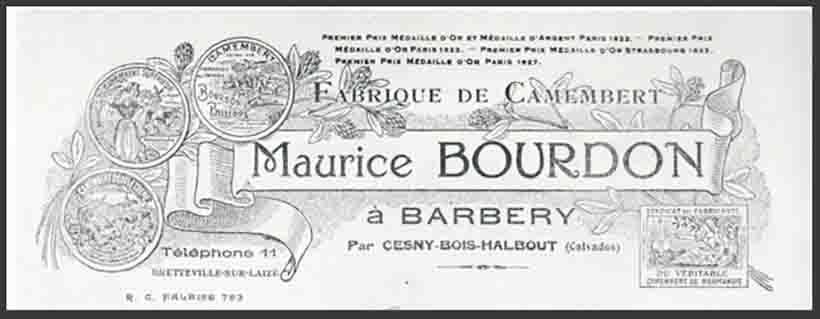 Premier Prix Médaille d'Or et Médaille d'Argent Paris 1922. — Premier Prix
Médaille d'Or Paris 1923. — Premier Prix Médaille d'Or Strasbourg 1923.
Premier Prix Médaille d'Or Paris 1927.
CAMEMBERT
Fabrique de Camembert
Maurice BOURDON
à BARBERY
Par CESNY-BOIS-HALBOUT (Calvados)
Téléphone 11
BRETTEVILLE-SUR-LAIZE
R. C. FALAISE 793
SYNDICAT des FABRICANTS
DU VÉRITABLE
CAMEMBERT DE NORMANDIE